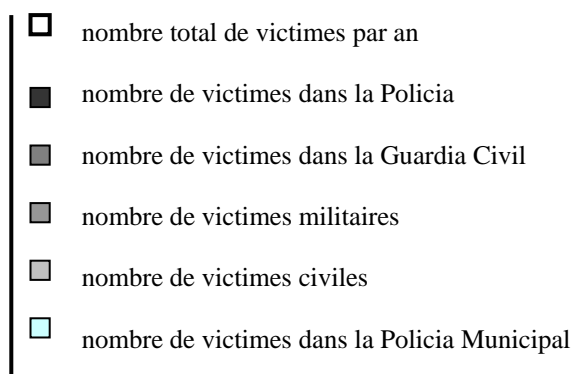 nombre total de victimes par an
nombre de victimes dans la Policia
nombre de victimes dans la Guardia Civil
nombre de victimes militaires
nombre de victimes civiles
nombre de victimes dans la Policia Municipal